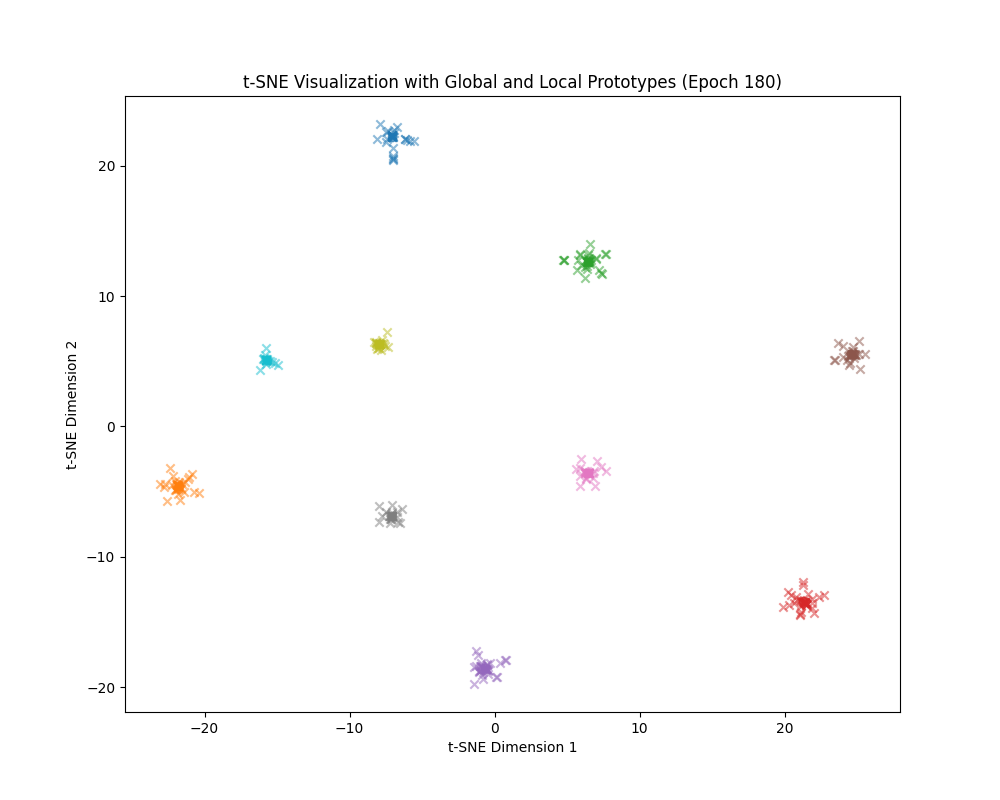 t-SNE Visualization with Global and Local Prototypes (Epoch 180)
20
10
0
−10
−20
t-SNE Dimension 2
−20 −10 0 10 20
t-SNE Dimension 1